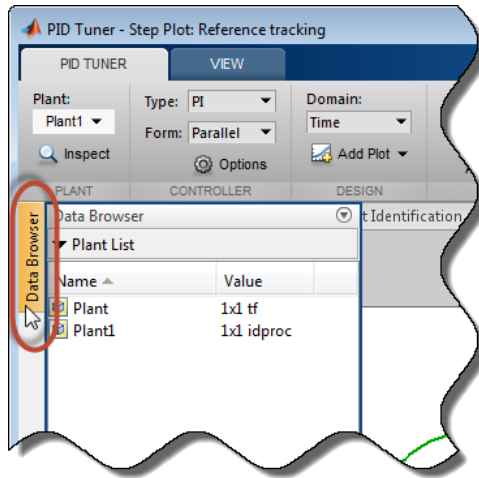 PID Tuner - Step Plot: Reference tracking
PID TUNER VIEW
Plant: Type: PI Domain:
Plant1 Form: Parallel Time
Inspect Options Add Plot
PLANT CONTROLLER DESIGN
Data Browser
Data Browser t Identification
Plant List
Name Value
Plant 1x1 tf
Plant1 1x1 idproc